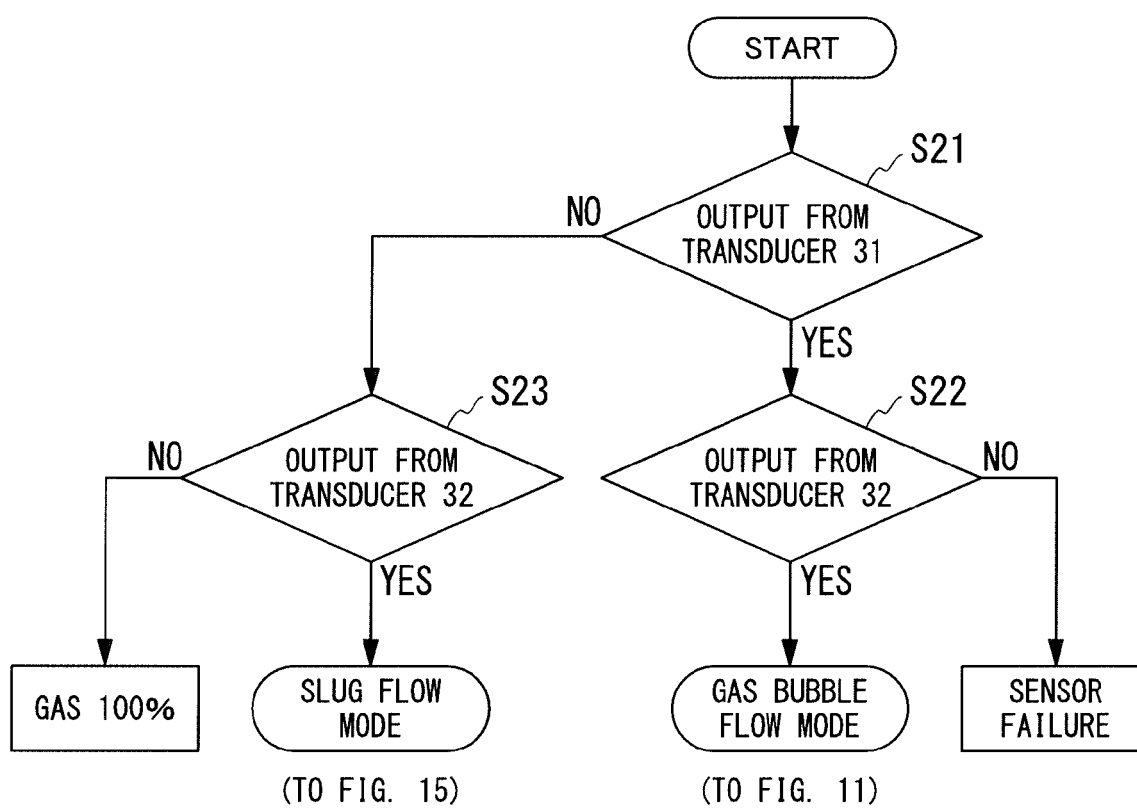 START
S21
NO
OUTPUT FROM
TRANSDUCER 31
YES
S23
S22
NO
OUTPUT FROM
TRANSDUCER 32
YES
OUTPUT FROM
TRANSDUCER 32
NO
YES
GAS 100%
SLUG FLOW
MODE
GAS BUBBLE
FLOW MODE
SENSOR
FAILURE
(TO FIG. 15)
(TO FIG. 11)